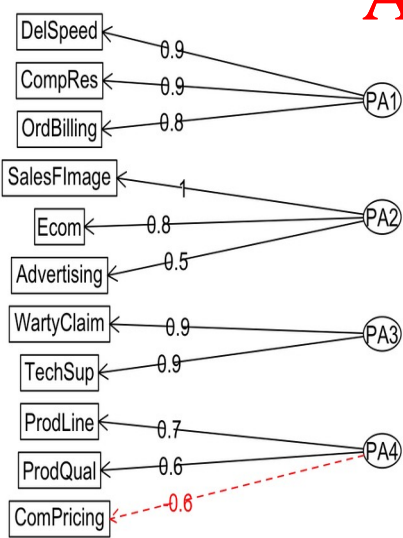 A
DelSpeed
0.9
CompRes
0.9
PA1
OrdBilling
0.8
SalesFImage
1
PA2
Ecom
0.8
Advertising
0.5
WartyClaim
0.9
PA3
TechSup
0.9
ProdLine
0.7
PA4
ProdQual
0.6
ComPricing
-0.6